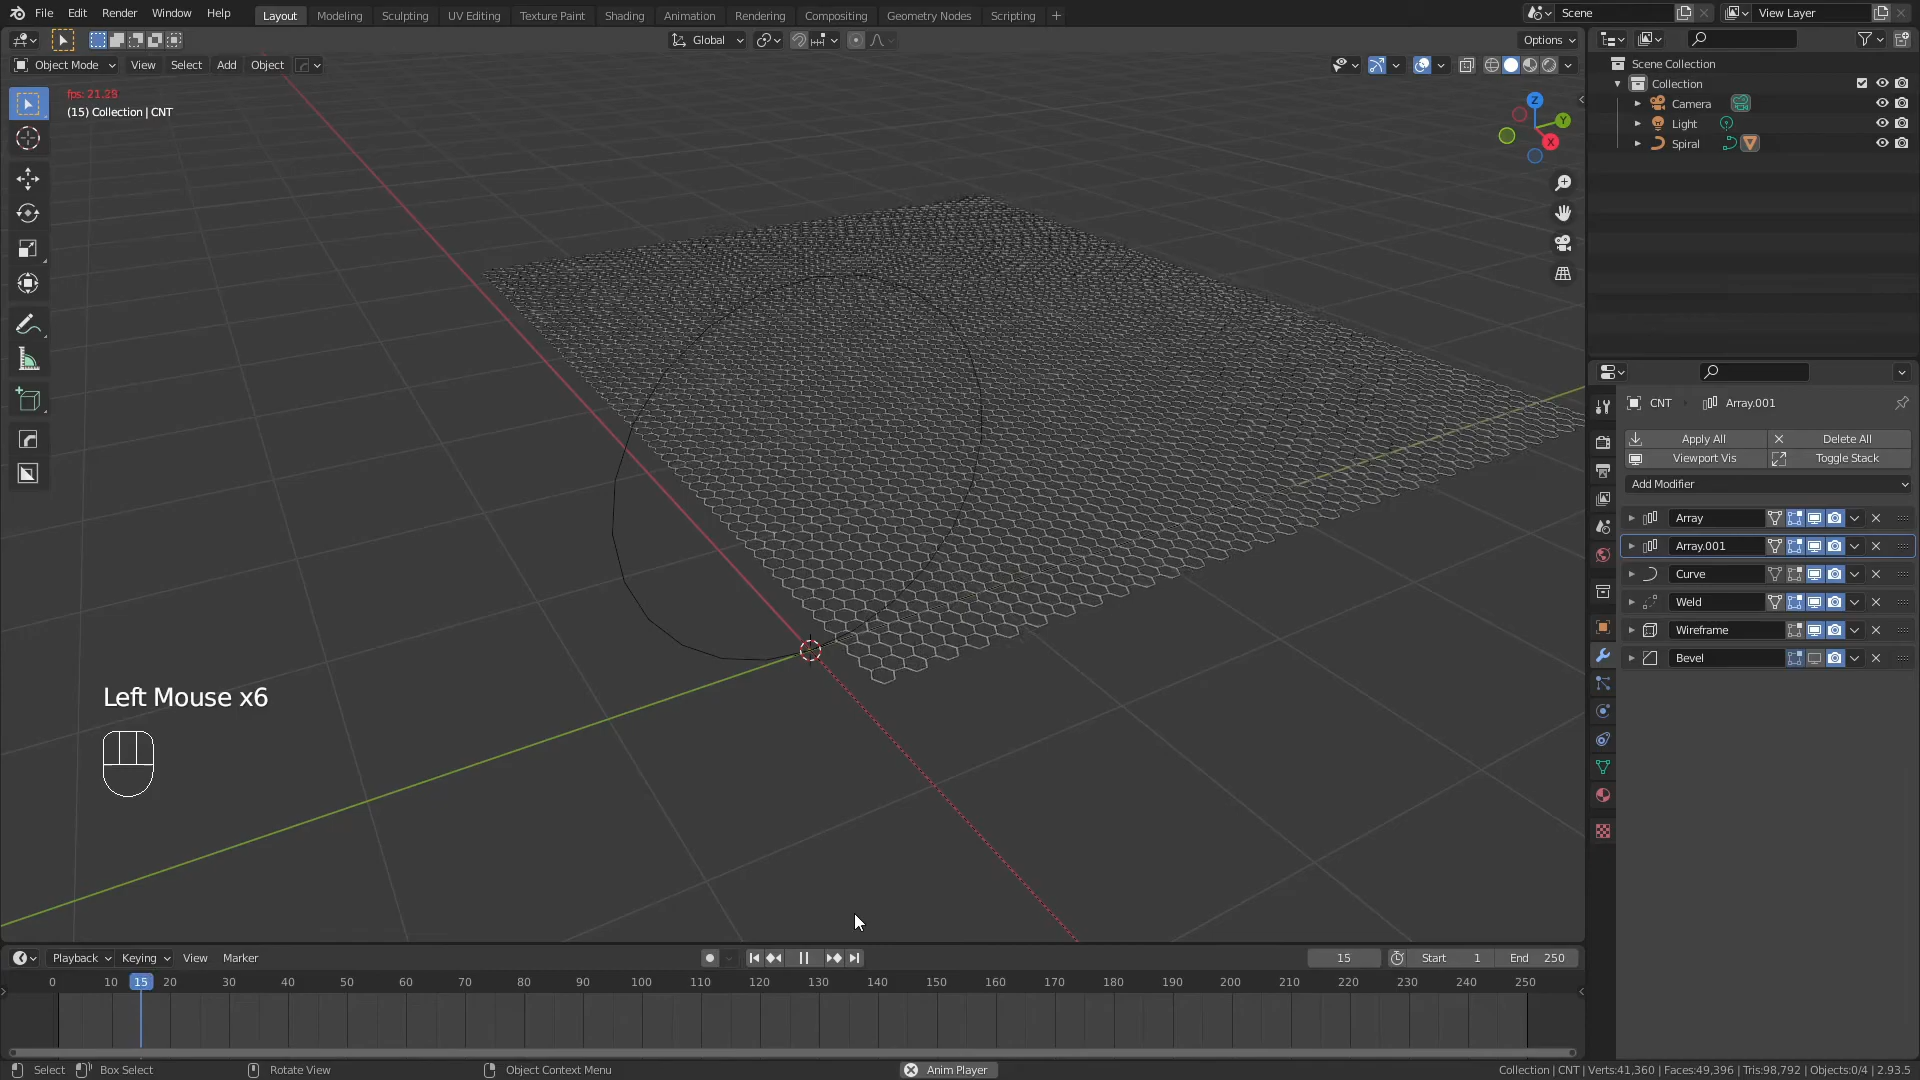 File Edit Render Window Help Layout Modeling Sculpting UV Editing Texture Paint Shading Animation Rendering Compositing Geometry Nodes Scripting + Scene View Layer
Global Options
Object Mode View Select Add Object
fps: 21.29
(15) Collection | CNT
Z
Y
X
Scene Collection
Collection
Camera
Light
Spiral
CNT Array.001
Apply All Delete All
Viewport Vis Toggle Stack
Add Modifier
Array
Array.001
Curve
Weld
Wireframe
Bevel
Left Mouse x6
Playback Keying View Marker 15 Start 1 End 250
0 10 15 20 30 40 50 60 70 80 90 100 110 120 130 140 150 160 170 180 190 200 210 220 230 240 250
Select Box Select Rotate View Object Context Menu Anim Player Collection | CNT | Verts:41,360 | Faces:49,396 | Tris:98,792 | Objects:0/4 | 2.93.5